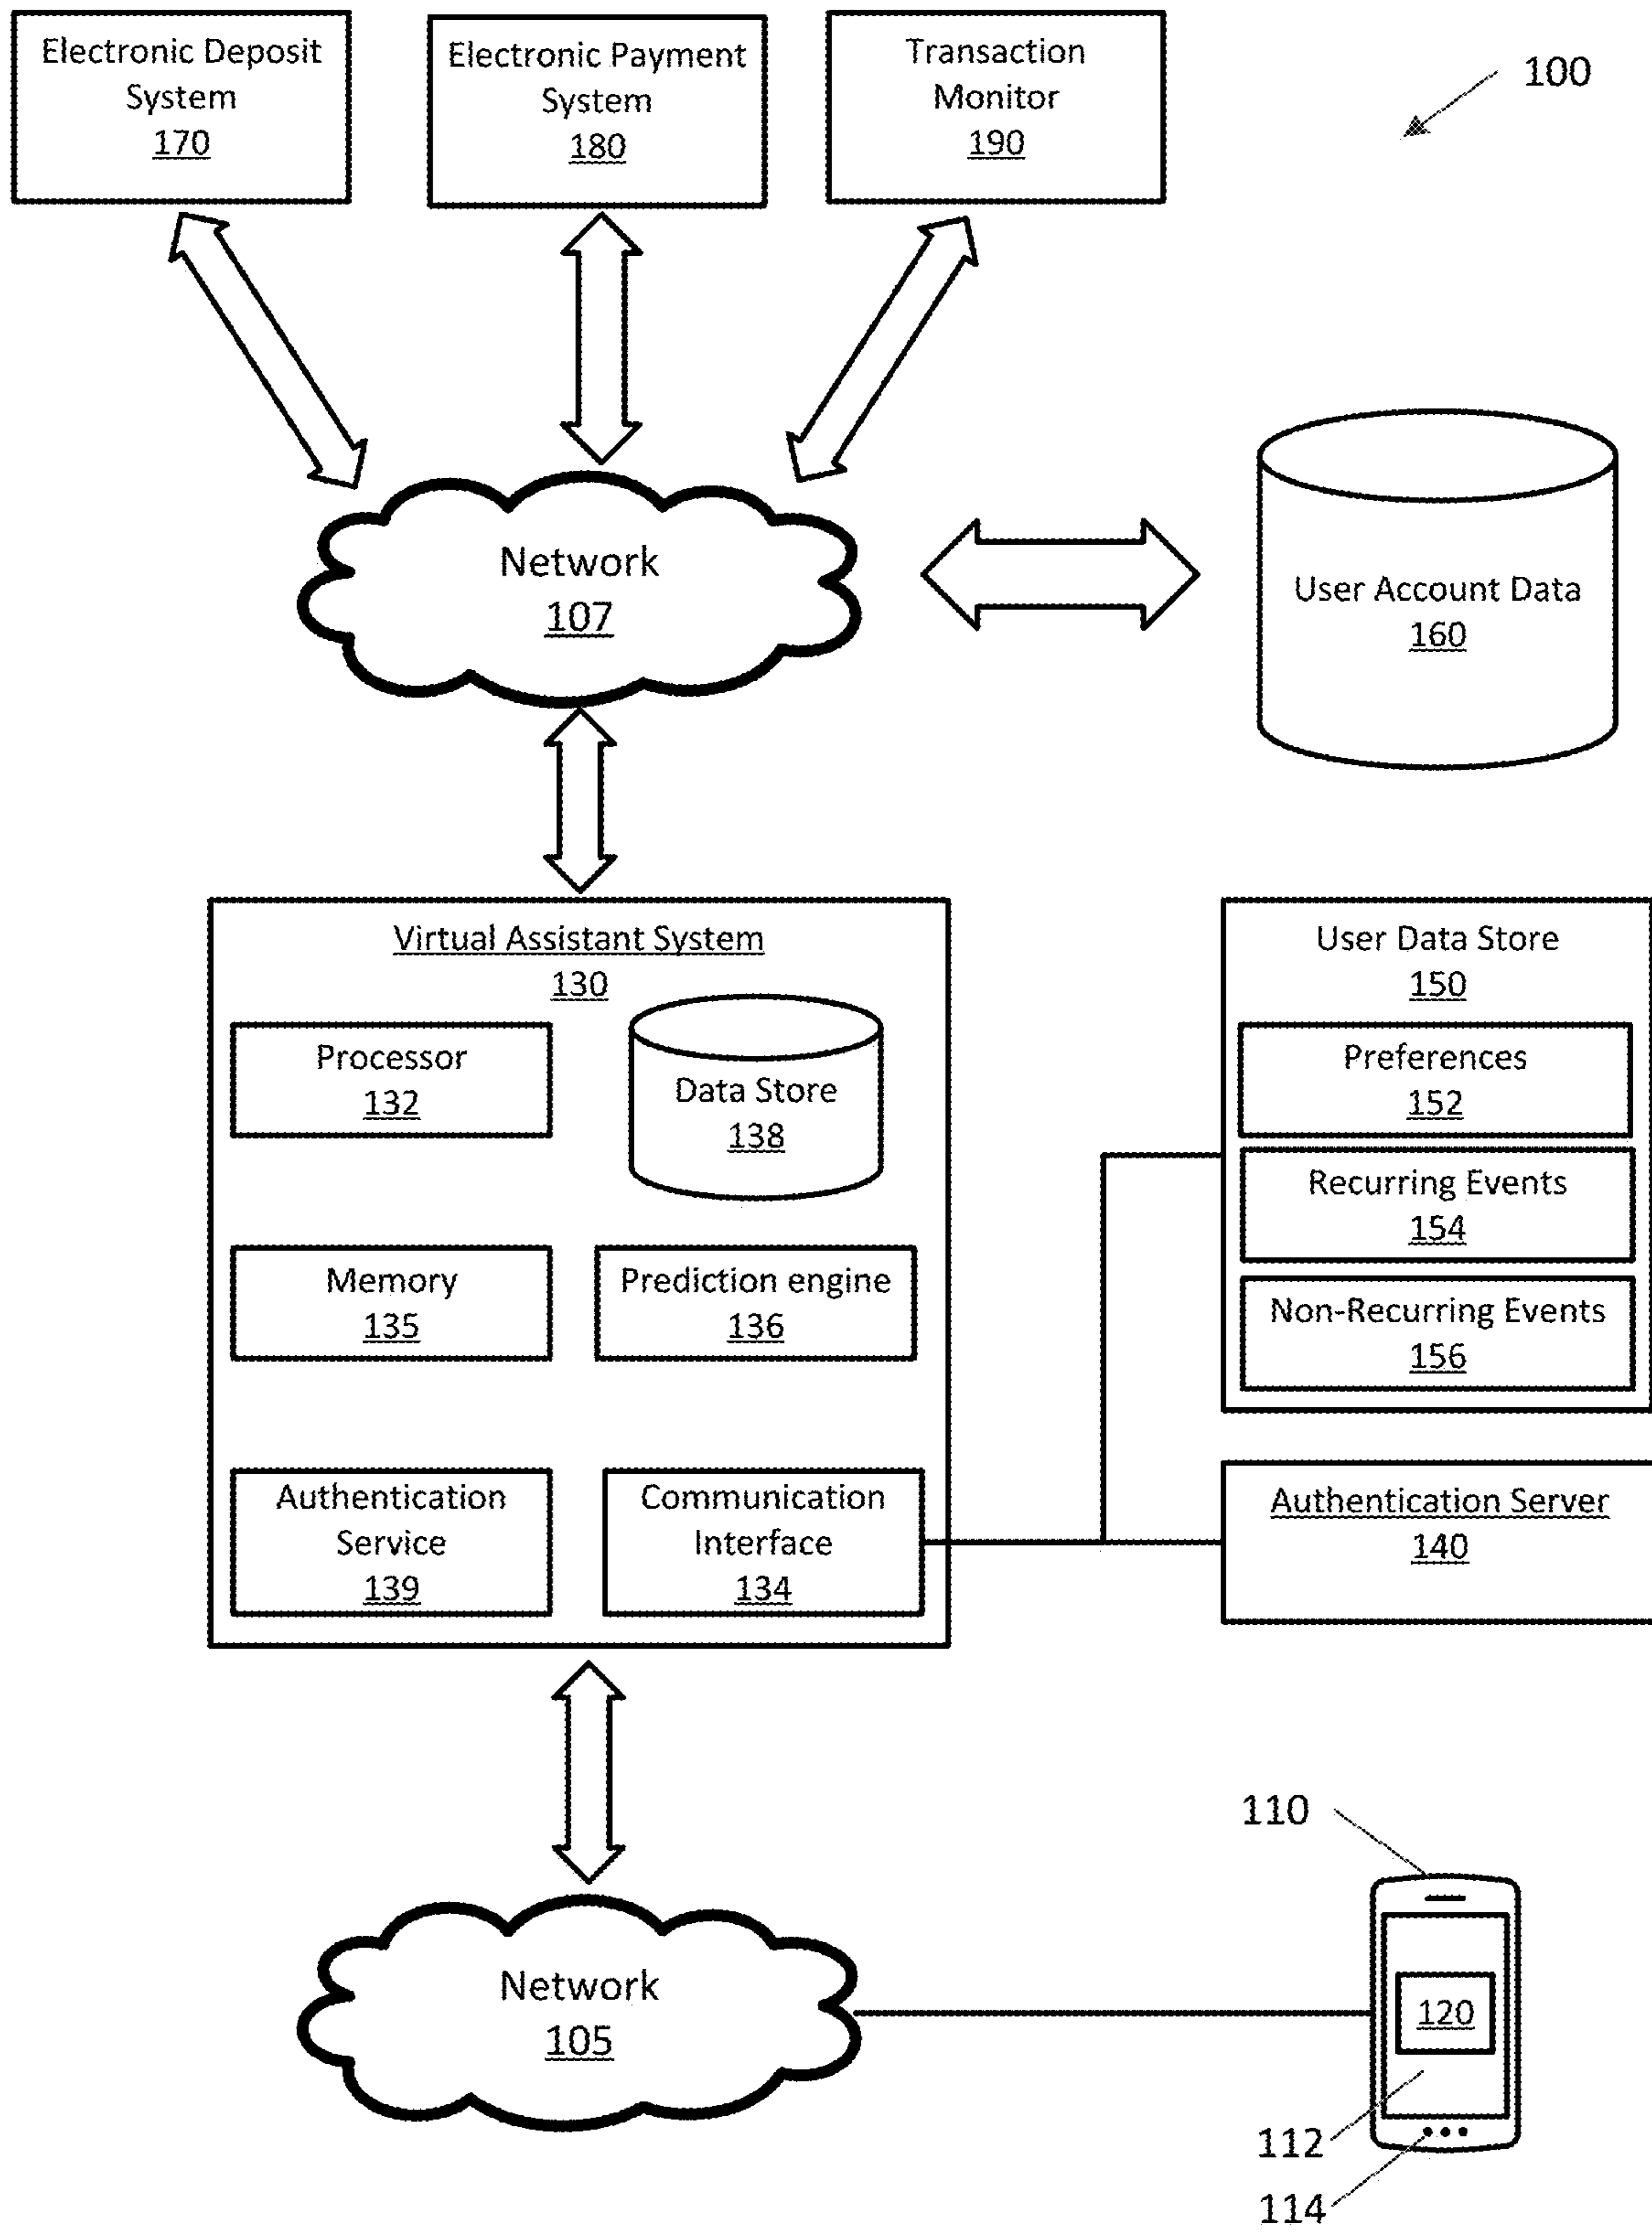 Electronic Deposit
System
170
Electronic Payment
System
180
Transaction
Monitor
190
100
Network
107
User Account Data
160
Virtual Assistant System
130
Processor
132
Data Store
138
Memory
135
Prediction engine
136
Authentication
Service
139
Communication
Interface
134
User Data Store
150
Preferences
152
Recurring Events
154
Non-Recurring Events
156
Authentication Server
140
Network
105
110
120
112
114